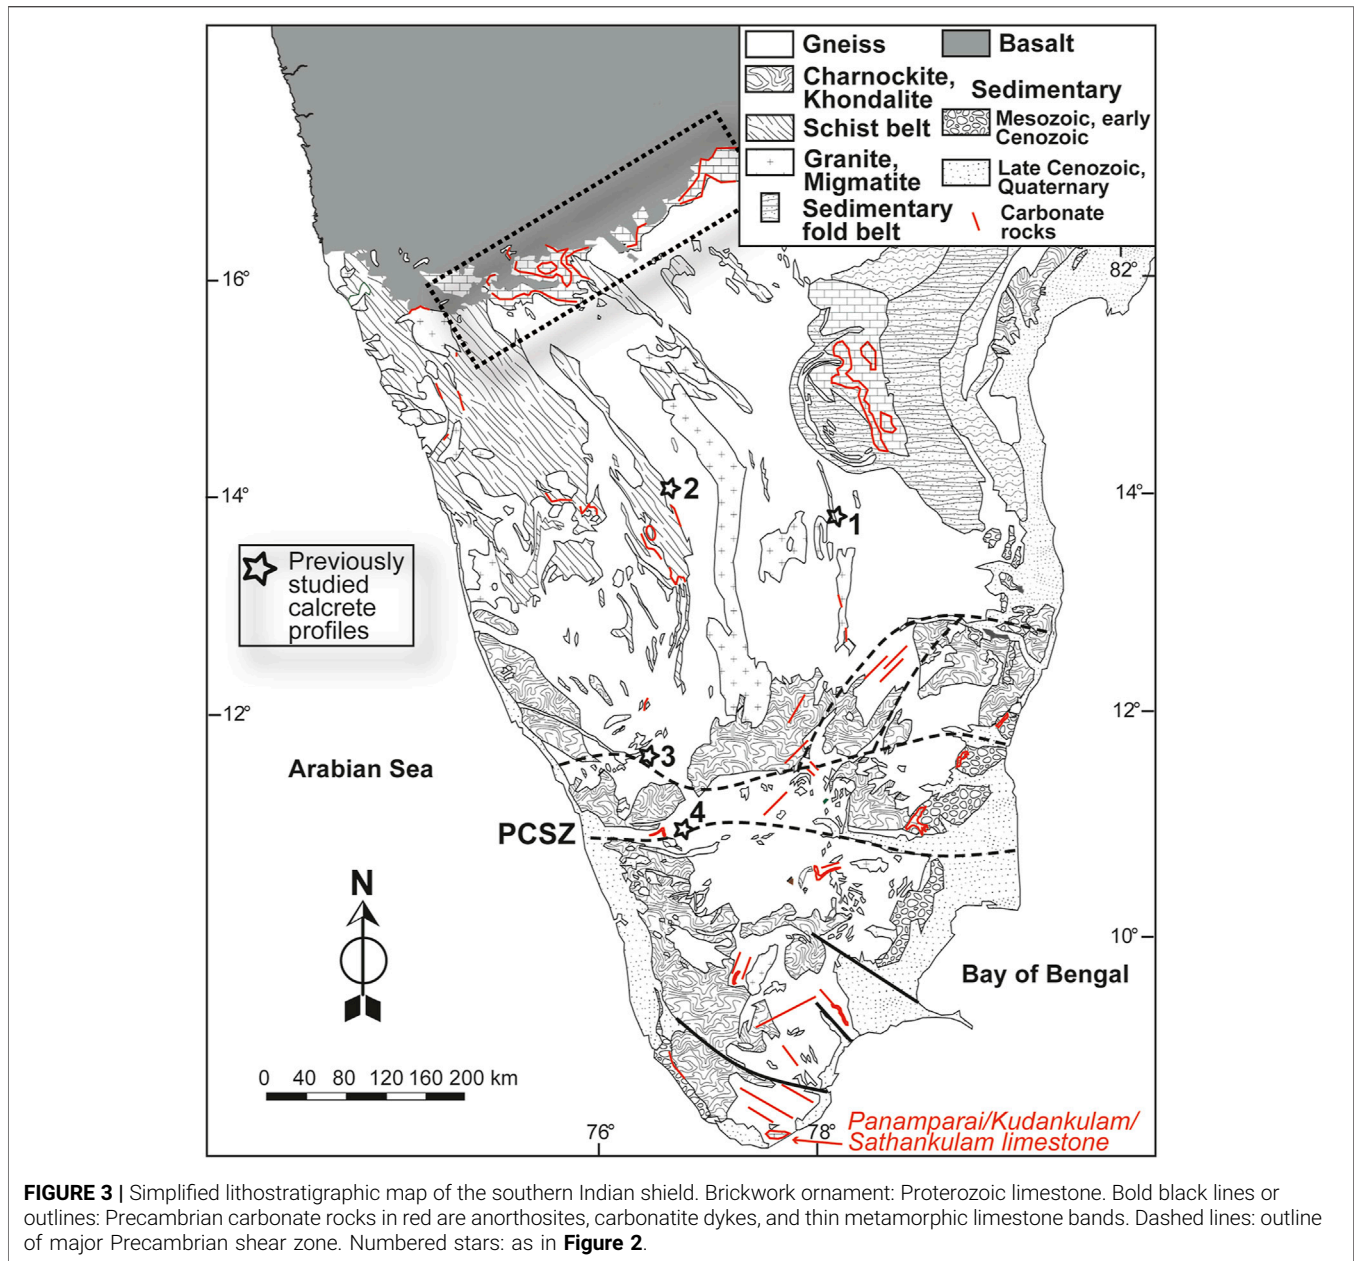 Gneiss
Basalt
Charnockite,
Khondalite
Sedimentary
Schist belt
Mesozoic, early
Cenozoic
Granite,
Migmatite
Late Cenozoic,
Quaternary
Sedimentary
fold belt
Carbonate
rocks
82°
16°
14°
14°
2
1
Previously
studied
calcrete
profiles
12°
12°
3
Arabian Sea
4
PCSZ
N
10°
Bay of Bengal
0 40 80 120 160 200 km
76°
78°
Panamparai/Kudankulam/
Sathankulam limestone
FIGURE 3 | Simplified lithostratigraphic map of the southern Indian shield. Brickwork ornament: Proterozoic limestone. Bold black lines or
outlines: Precambrian carbonate rocks in red are anorthosites, carbonatite dykes, and thin metamorphic limestone bands. Dashed lines: outline
of major Precambrian shear zone. Numbered stars: as in Figure 2.